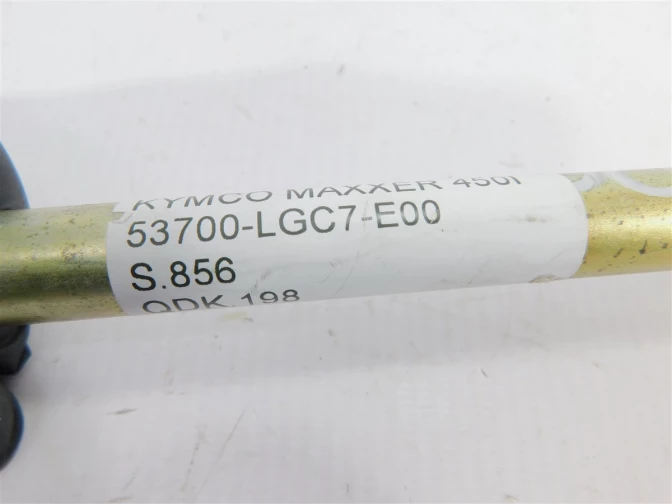 KYMCO MAXXER 450I
53700-LGC7-E00
S.856
ODK 198